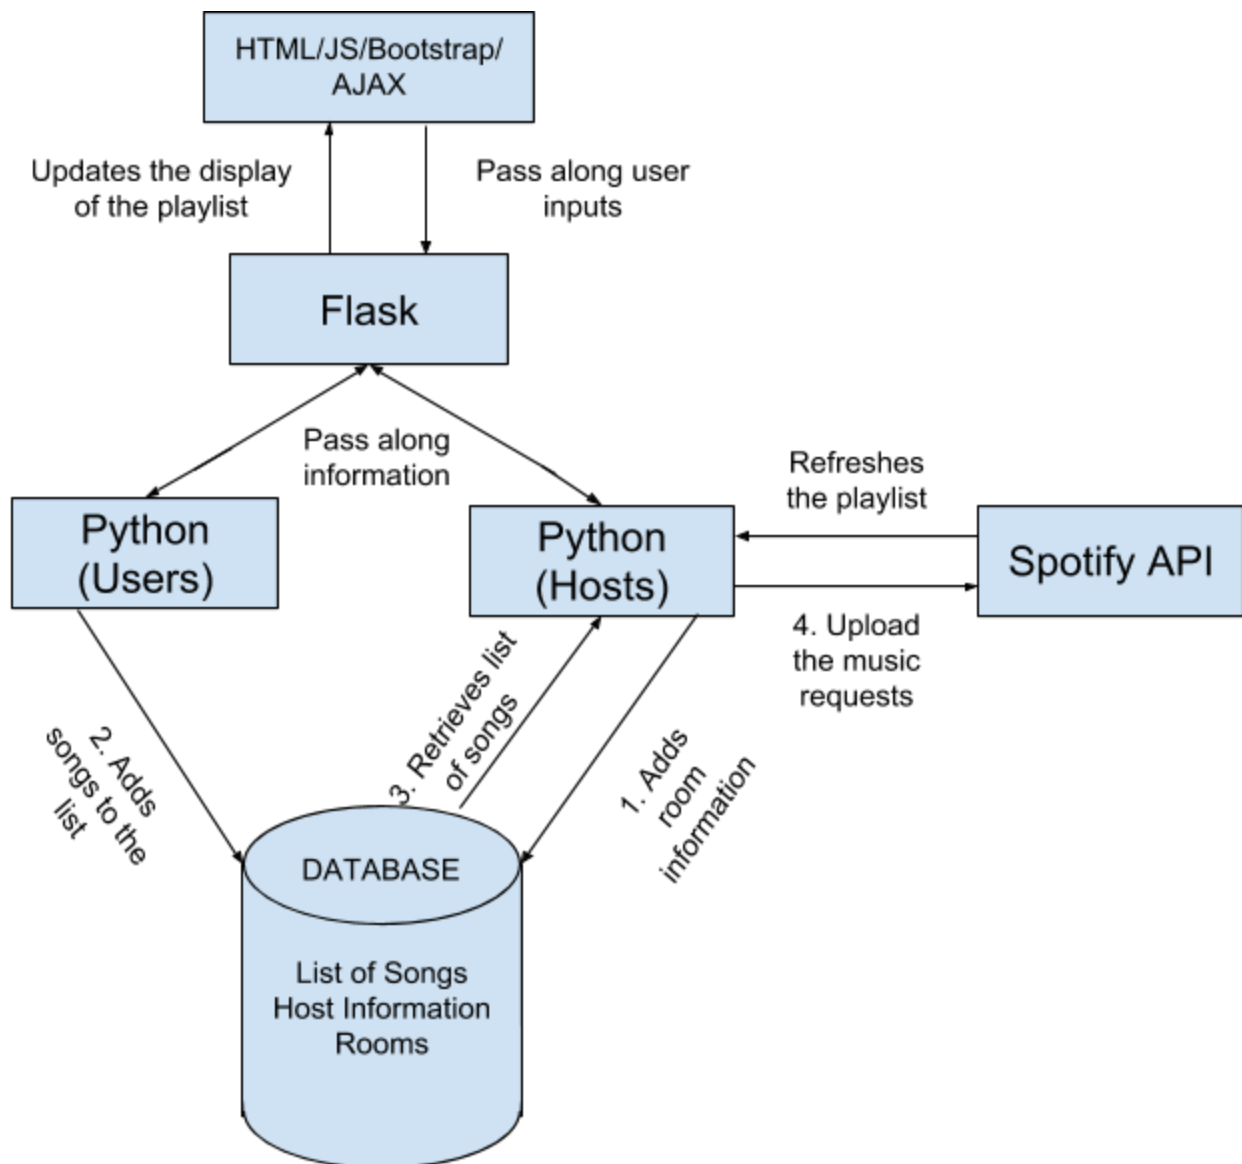 HTML/JS/Bootstrap/
AJAX
Updates the display
of the playlist
Pass along user
inputs
Flask
Pass along
information
Refreshes
the playlist
Python
(Users)
Python
(Hosts)
Spotify API
4. Upload
the music
requests
2. Adds
songs to the
list
3. Retrieves list
of songs
1. Adds
room
information
DATABASE
List of Songs
Host Information
Rooms